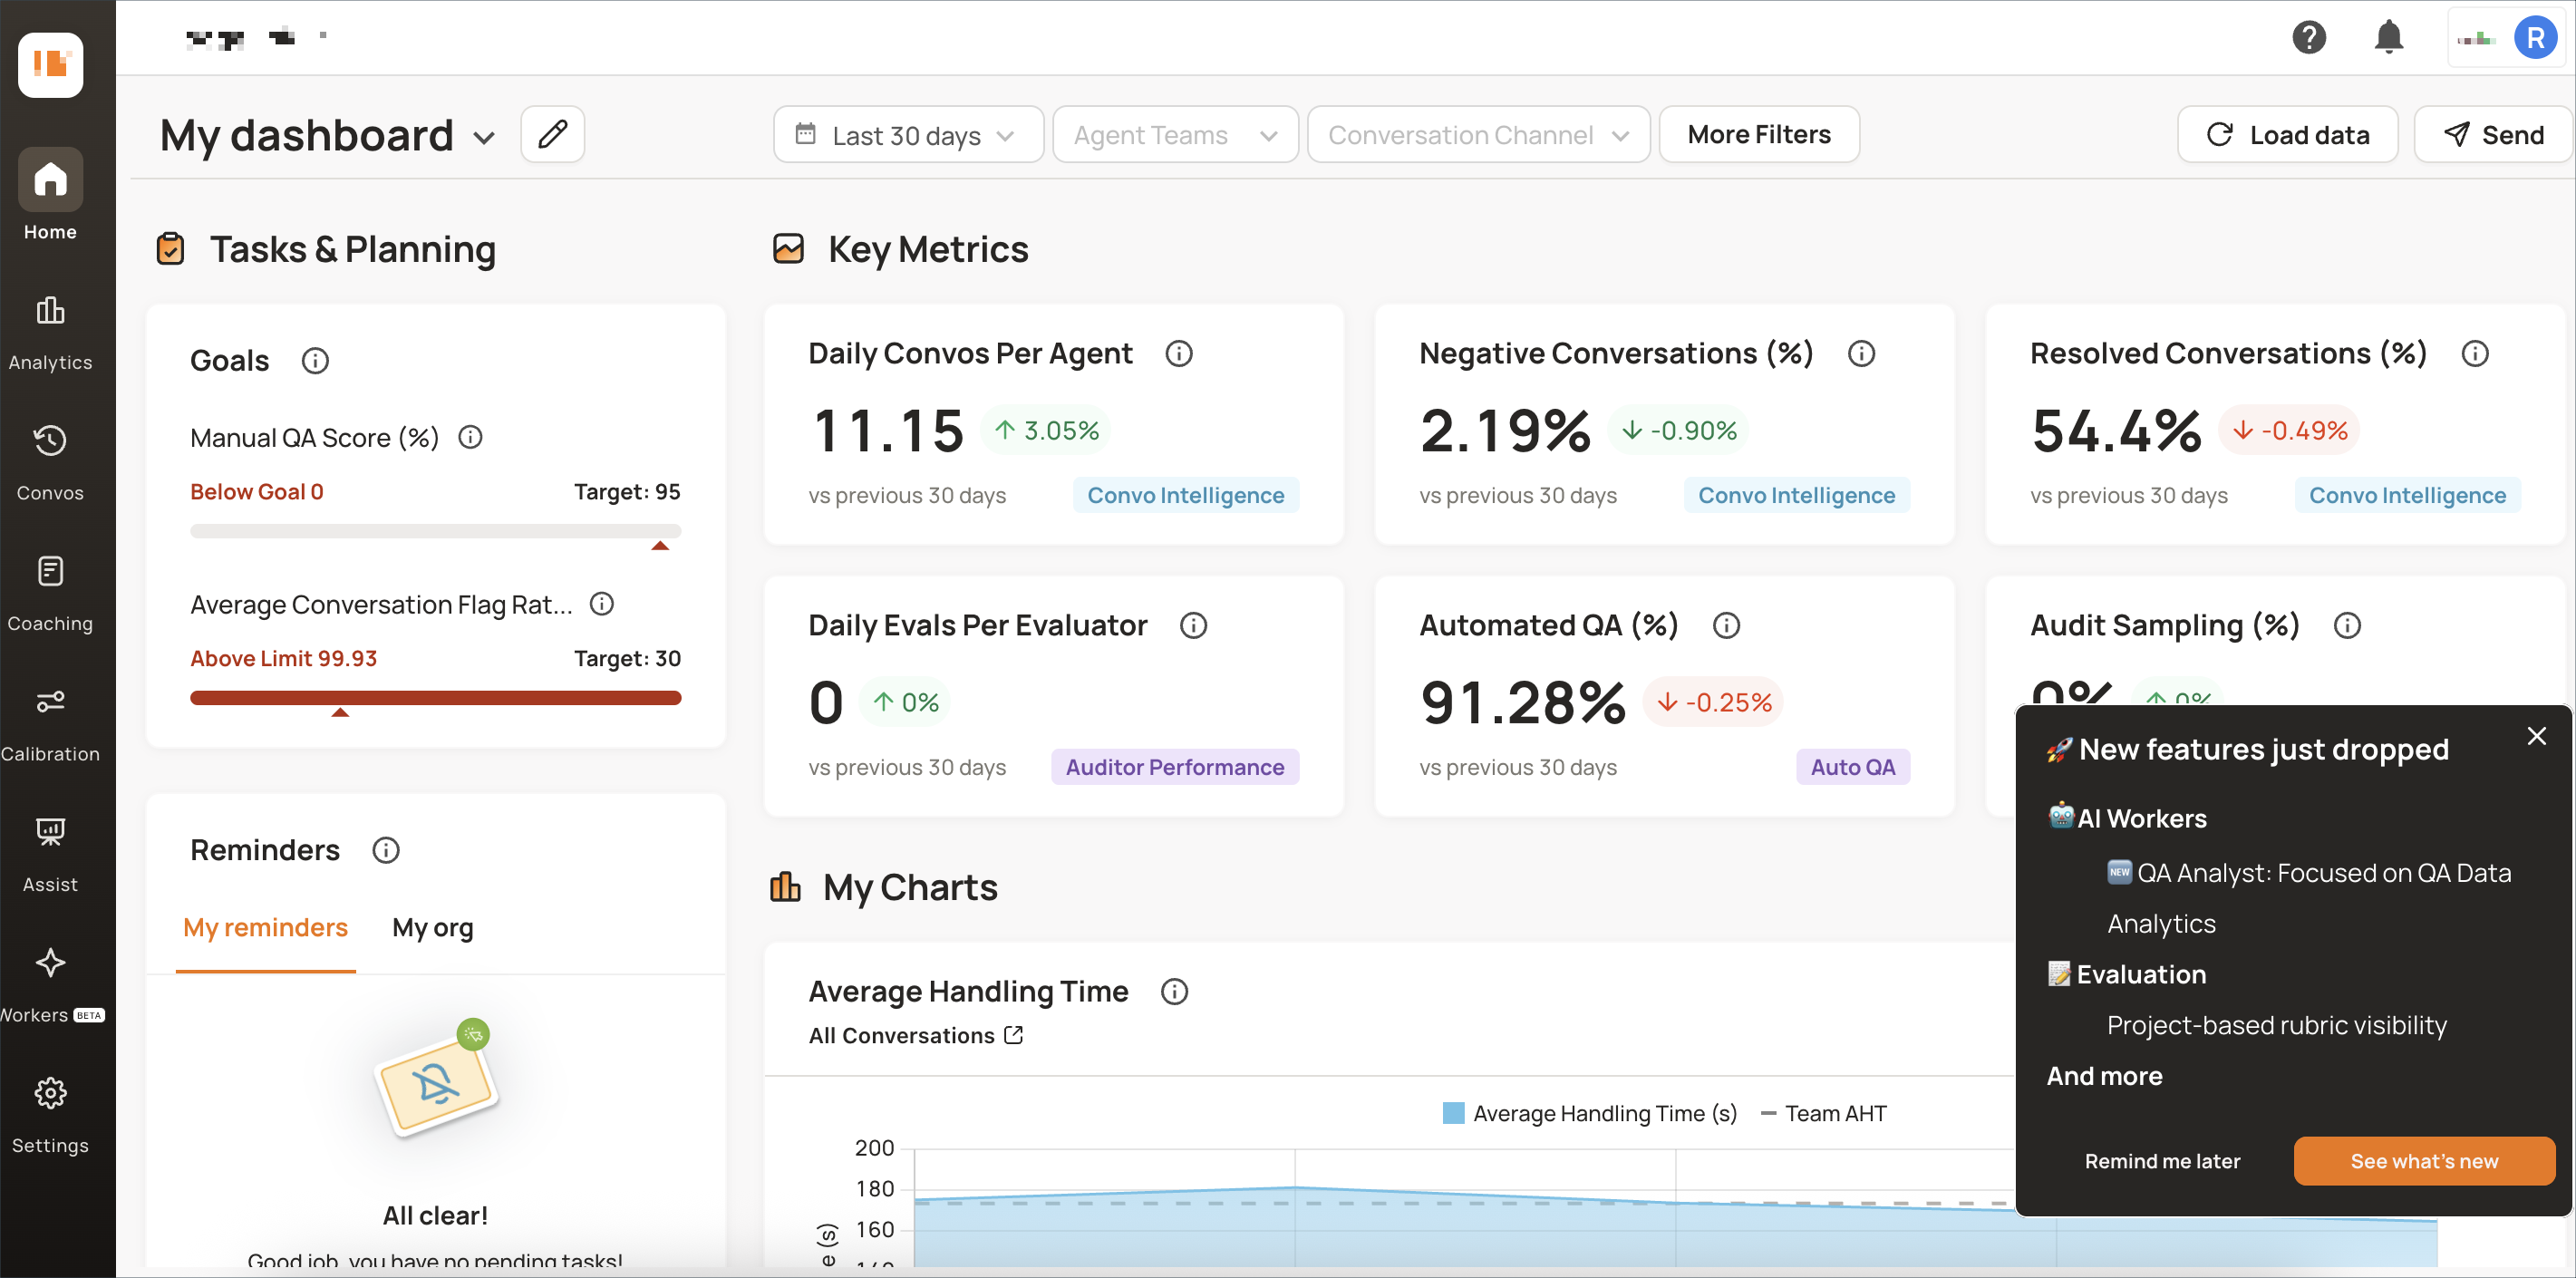 R
My dashboard
Last 30 days
Agent Teams
Conversation Channel
More Filters
Load data
Send
Home
Analytics
Convos
Coaching
Calibration
Assist
Workers BETA
Settings
Tasks & Planning
Goals
Manual QA Score (%)
Below Goal 0 Target: 95
Average Conversation Flag Rat...
Above Limit 99.93 Target: 30
Reminders
My reminders My org
All clear!
Good job, you have no pending tasks!
Key Metrics
Daily Convos Per Agent
11.15 ↑ 3.05%
vs previous 30 days Convo Intelligence
Negative Conversations (%)
2.19% ↓ -0.90%
vs previous 30 days Convo Intelligence
Resolved Conversations (%)
54.4% ↓ -0.49%
vs previous 30 days Convo Intelligence
Daily Evals Per Evaluator
0 ↑ 0%
vs previous 30 days Auditor Performance
Automated QA (%)
91.28% ↓ -0.25%
vs previous 30 days Auto QA
Audit Sampling (%)
0% ↑ 0%
My Charts
Average Handling Time
All Conversations
Average Handling Time (s) Team AHT
200
180
160
140
e (s)
🚀 New features just dropped
🤖 AI Workers
🆕 QA Analyst: Focused on QA Data
Analytics
📝 Evaluation
Project-based rubric visibility
And more
Remind me later
See what's new